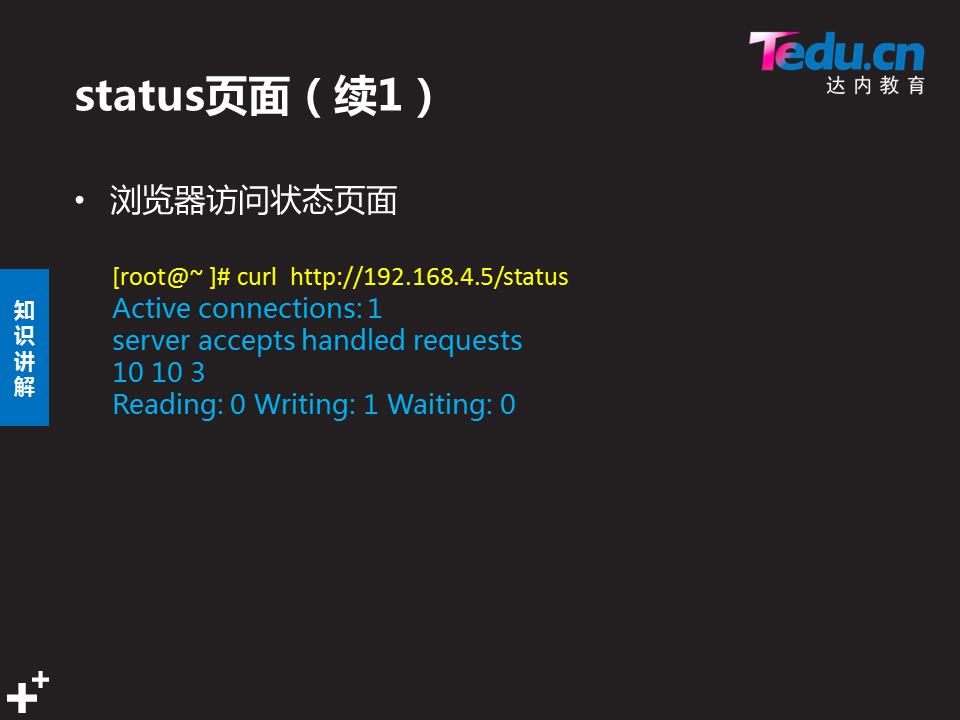 Tedu.cn
达内教育
status页面（续1）
• 浏览器访问状态页面
[root@~ ]# curl  http://192.168.4.5/status
Active connections: 1
server accepts handled requests
10 10 3
Reading: 0 Writing: 1 Waiting: 0
知识讲解